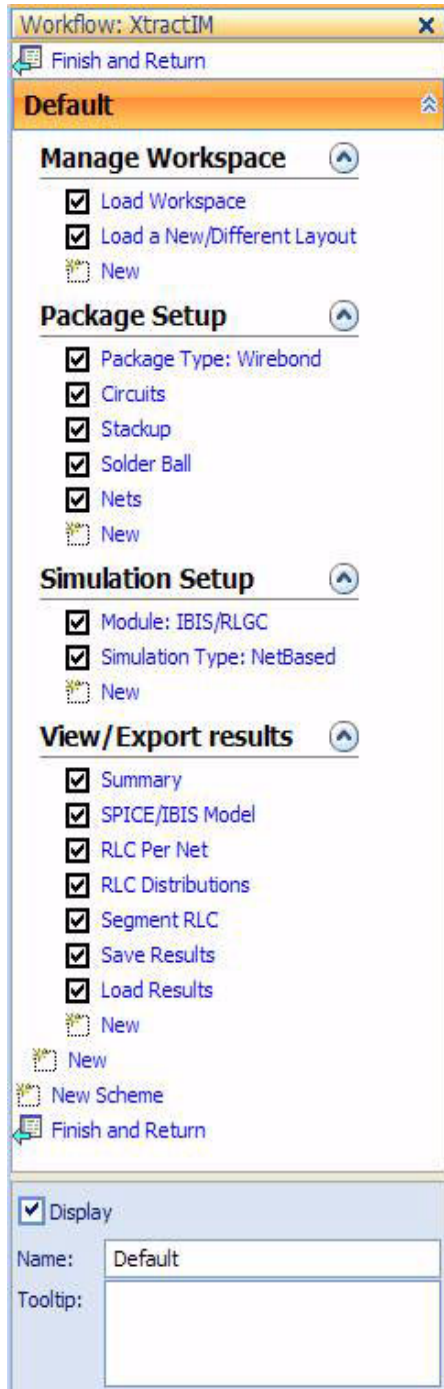 Workflow: XtractIM
Finish and Return
Default
Manage Workspace
Load Workspace
Load a New/Different Layout
New
Package Setup
Package Type: Wirebond
Circuits
Stackup
Solder Ball
Nets
New
Simulation Setup
Module: IBIS/RLGC
Simulation Type: NetBased
New
View/Export results
Summary
SPICE/IBIS Model
RLC Per Net
RLC Distributions
Segment RLC
Save Results
Load Results
New
New
New Scheme
Finish and Return
Display
Name: Default
Tooltip: